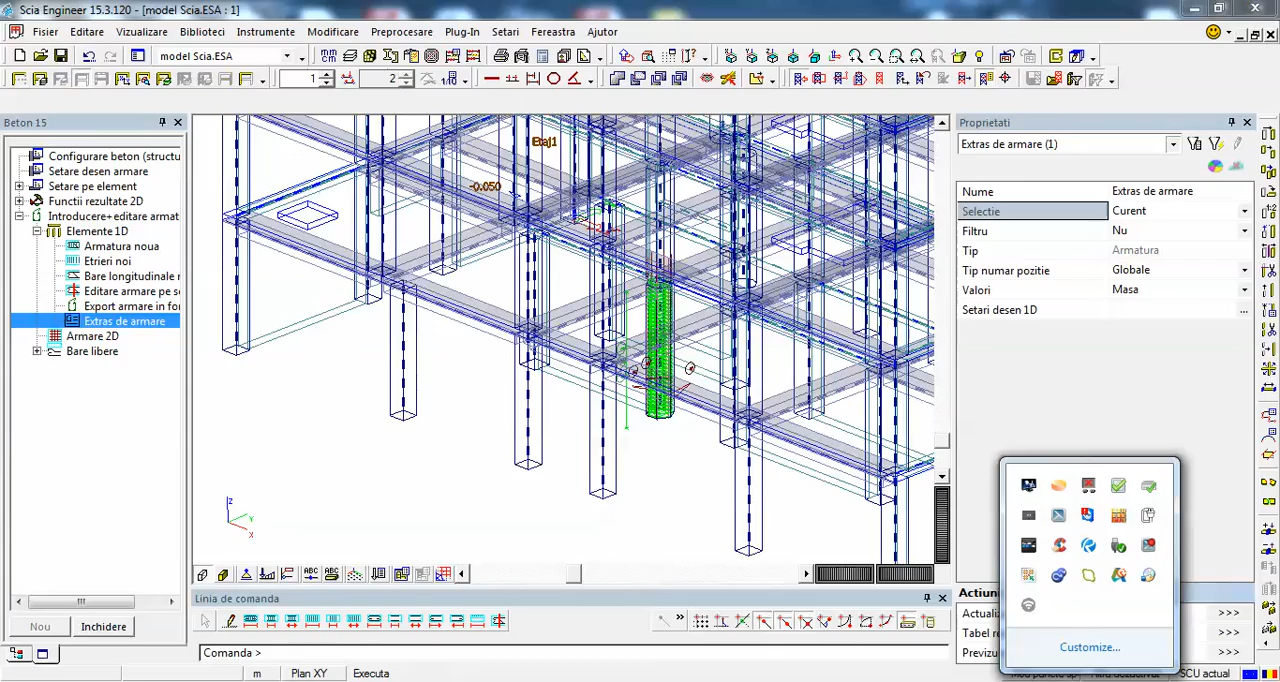 Scia Engineer 15.3.120 - [model Scia.ESA : 1]
Fisier Editare Vizualizare Biblioteci Instrumente Modificare Preprocesare Plug-In Setări Fereastra Ajutor
model Scia.ESA
1 2
Beton 15
Configurare beton (structu
Setare desen armare
Setare pe element
Functii rezultate 2D
Introducere+editare armat
Elemente 1D
Armatura noua
Etrieri noi
Bare longitudinale r
Editare armare pe s
Export armare in for
Extras de armare
Armare 2D
Bare libere
Nou Inchidere
Etaj1
-0.050
Z
Y
X
Proprietati
Extras de armare (1)
Nume Extras de armare
Selectie Curent
Filtru Nu
Tip Armatura
Tip numar pozitie Globale
Valori Masa
Setari desen 1D ...
Actiun
Actualiz >>>
Tabel re >>>
Previzu >>>
Customize...
Linia de comanda
Comanda >
m Plan XY Executa
SCU actual